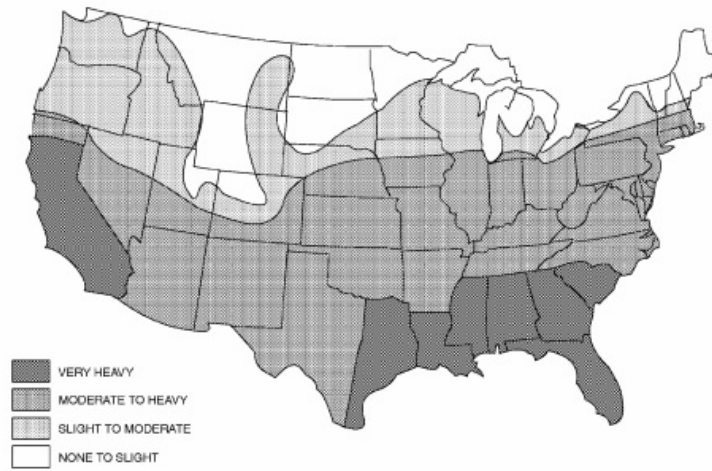 VERY HEAVY
MODERATE TO HEAVY
SLIGHT TO MODERATE
NONE TO SLIGHT